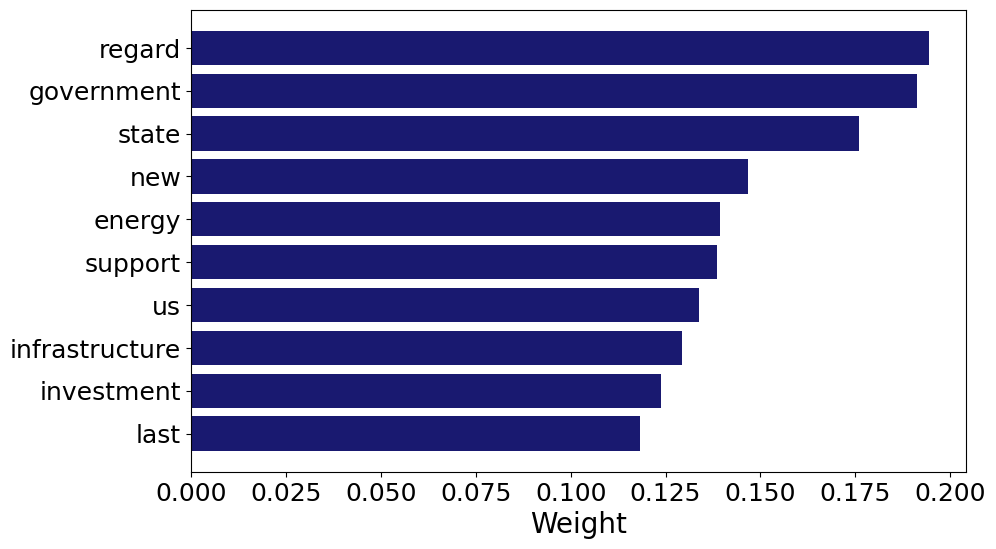 regard
government
state
new
energy
support
us
infrastructure
investment
last
0.000 0.025 0.050 0.075 0.100 0.125 0.150 0.175 0.200
Weight